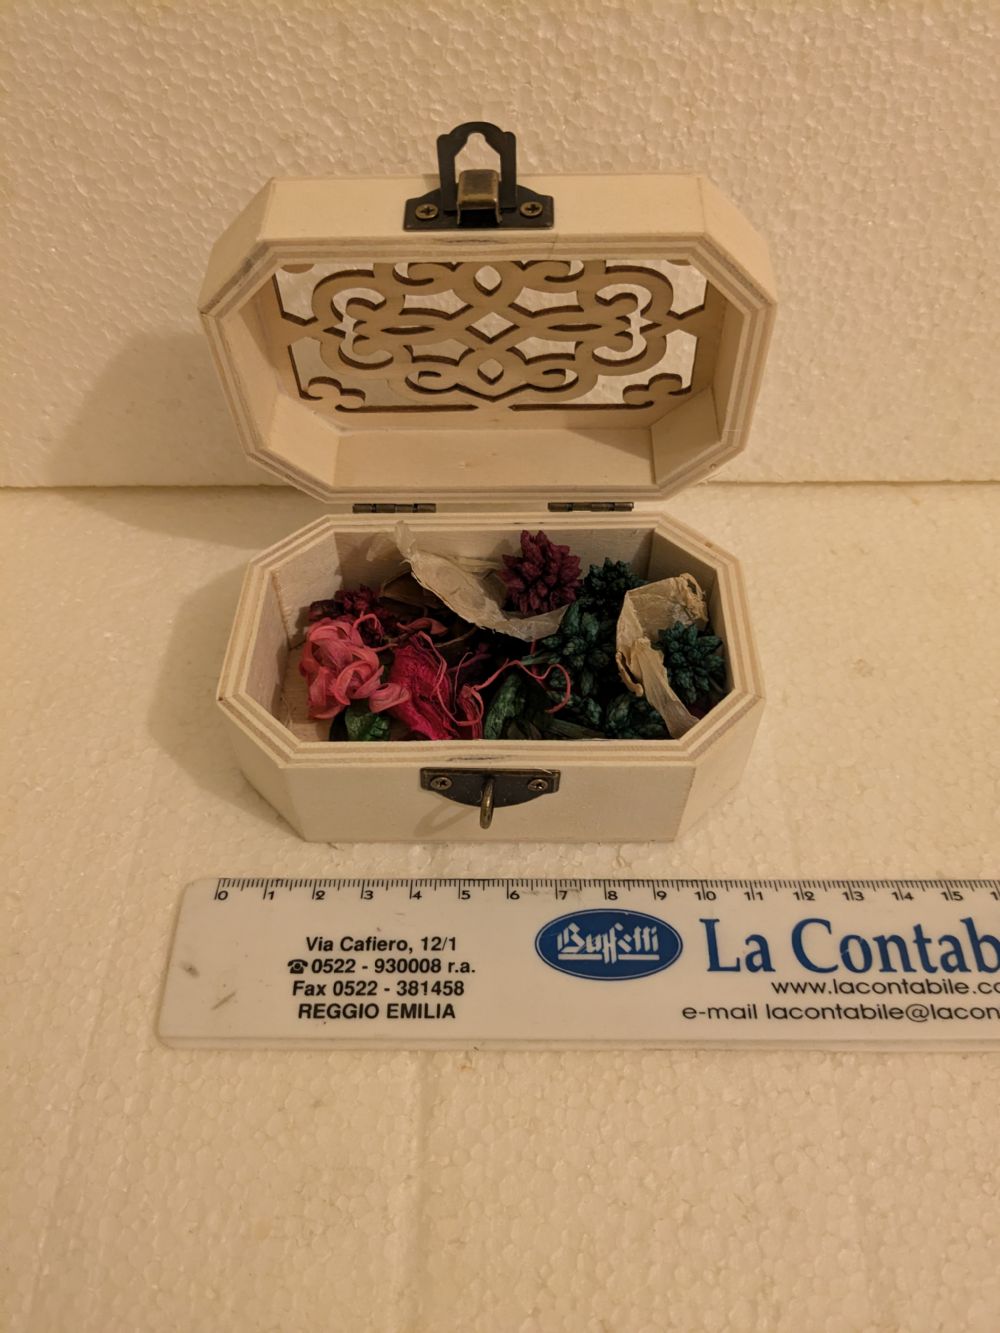 0 1 2 3 4 5 6 7 8 9 10 11 12 13 14 15
Via Cafiero, 12/1
☎0522 - 930008 r.a.
Fax 0522 - 381458
REGGIO EMILIA
Buffetti
La Contab
www.lacontabile.co
e-mail lacontabile@lacon